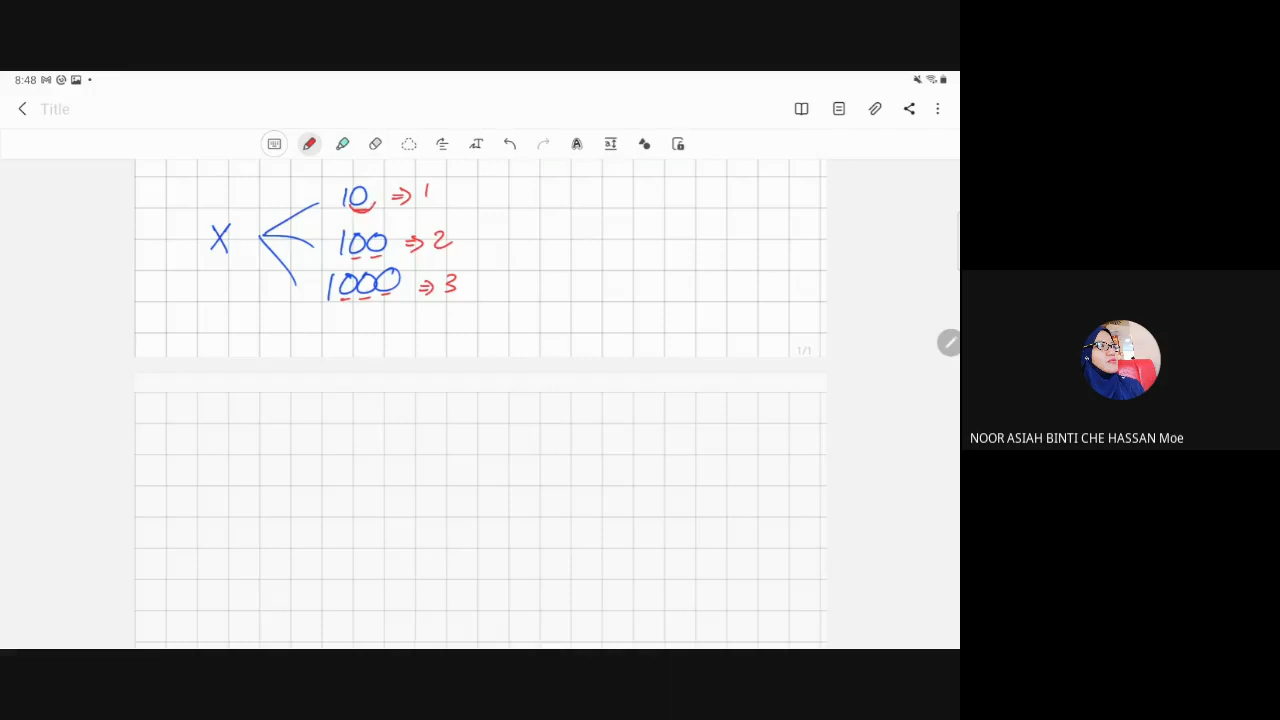 8:48
Title
10 ⇒ 1
X
100 ⇒ 2
1000 ⇒ 3
1/1
NOOR ASIAH BINTI CHE HASSAN Moe